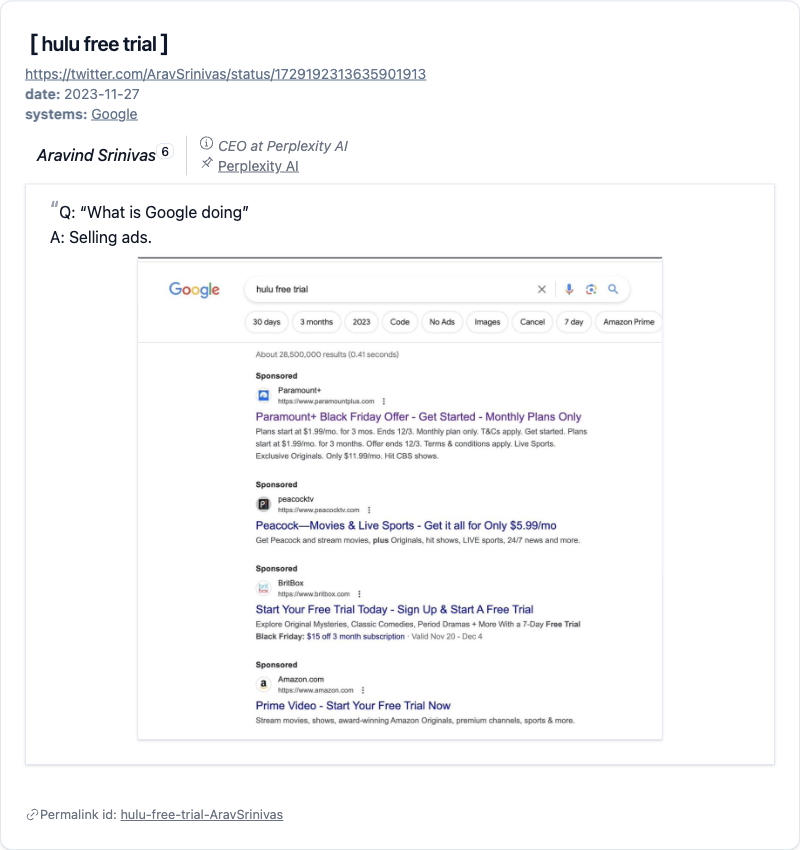 [ hulu free trial ]
https://twitter.com/AravSrinivas/status/1729192313635901913
date: 2023-11-27
systems: Google
Aravind Srinivas 6
CEO at Perplexity AI
Perplexity AI
“Q: “What is Google doing”
A: Selling ads.
Google
hulu free trial
30 days 3 months 2023 Code No Ads Images Cancel 7 day Amazon Prime
About 28,500,000 results (0.41 seconds)
Sponsored
Paramount+
https://www.paramountplus.com
Paramount+ Black Friday Offer - Get Started - Monthly Plans Only
Plans start at $1.99/mo. for 3 mos. Ends 12/3. Monthly plan only. T&Cs apply. Get started. Plans
start at $1.99/mo. for 3 months. Offer ends 12/3. Terms & conditions apply. Live Sports.
Exclusive Originals. Only $11.99/mo. Hit CBS shows.
Sponsored
peacocktv
https://www.peacocktv.com
Peacock—Movies & Live Sports - Get it all for Only $5.99/mo
Get Peacock and stream movies, plus Originals, hit shows, LIVE sports, 24/7 news and more.
Sponsored
BritBox
https://www.britbox.com
Start Your Free Trial Today - Sign Up & Start A Free Trial
Explore Original Mysteries, Classic Comedies, Period Dramas + More With a 7-Day Free Trial
Black Friday: $15 off 3 month subscription · Valid Nov 20 - Dec 4
Sponsored
Amazon.com
https://www.amazon.com
Prime Video - Start Your Free Trial Now
Stream movies, shows, award-winning Amazon Originals, premium channels, sports & more.
Permalink id: hulu-free-trial-AravSrinivas